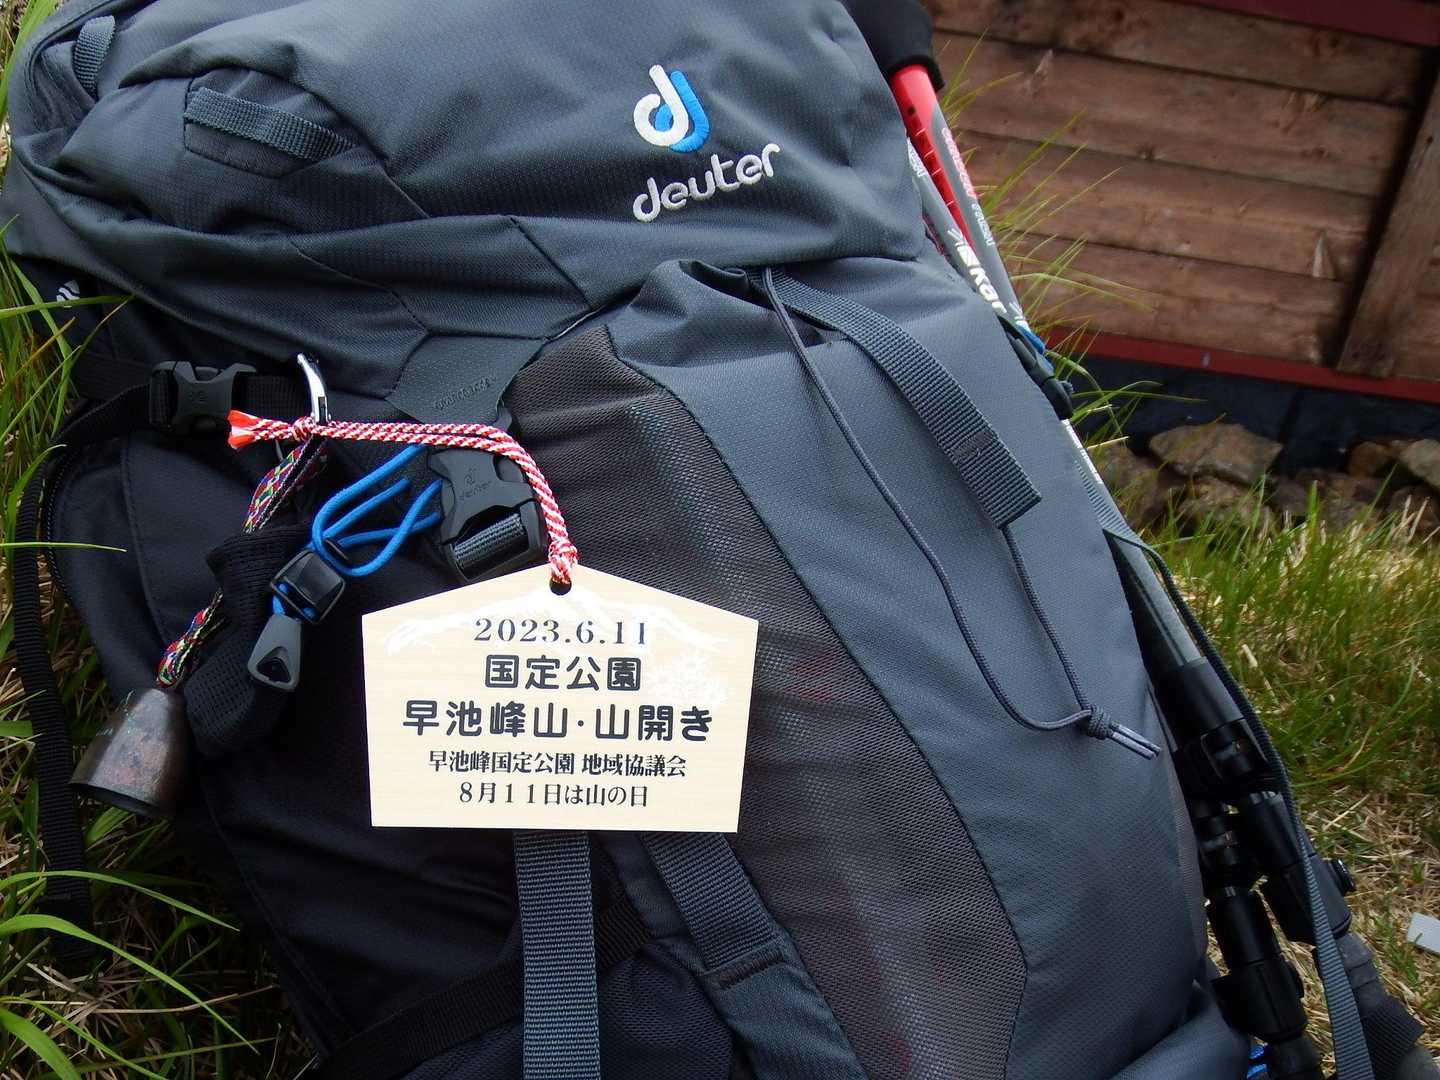 deuter
deuter
2023.6.11
国定公園
早池峰山・山開き
早池峰国定公園 地域協議会
8月11日は山の日